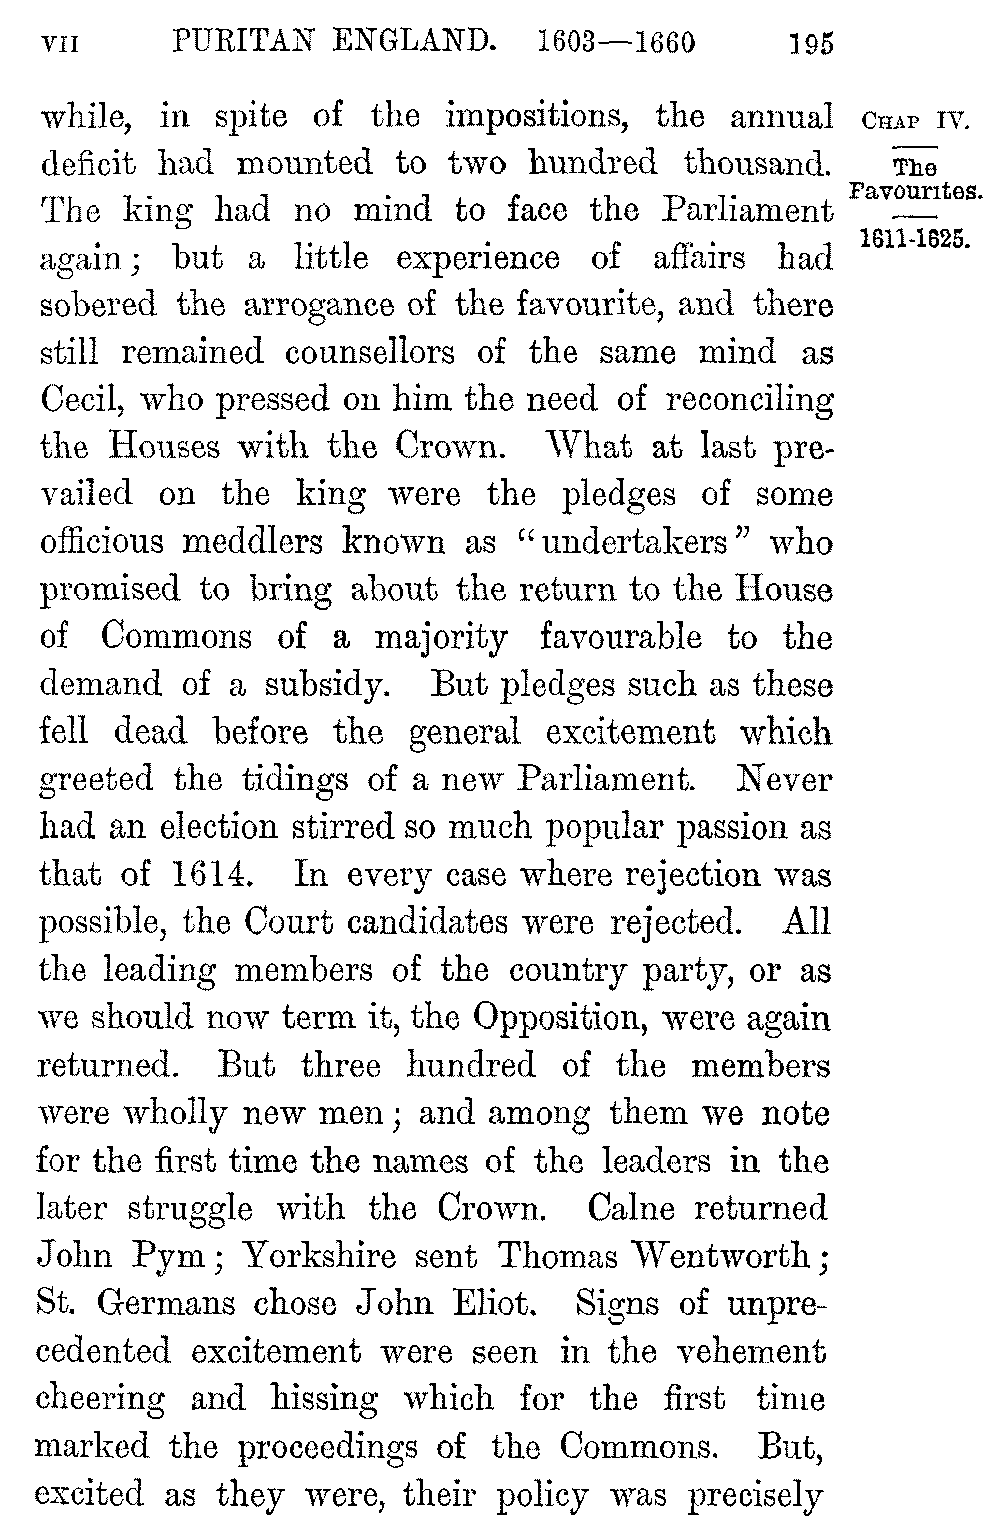 VII PURITAN ENGLAND. 1603—1660 195
while, in spite of the impositions, the annual
deficit had mounted to two hundred thousand.
The king had no mind to face the Parliament
again; but a little experience of affairs had
sobered the arrogance of the favourite, and there
still remained counsellors of the same mind as
Cecil, who pressed on him the need of reconciling
the Houses with the Crown. What at last pre-
vailed on the king were the pledges of some
officious meddlers known as “undertakers” who
promised to bring about the return to the House
of Commons of a majority favourable to the
demand of a subsidy. But pledges such as these
fell dead before the general excitement which
greeted the tidings of a new Parliament. Never
had an election stirred so much popular passion as
that of 1614. In every case where rejection was
possible, the Court candidates were rejected. All
the leading members of the country party, or as
we should now term it, the Opposition, were again
returned. But three hundred of the members
were wholly new men; and among them we note
for the first time the names of the leaders in the
later struggle with the Crown. Calne returned
John Pym; Yorkshire sent Thomas Wentworth;
St. Germans chose John Eliot. Signs of unpre-
cedented excitement were seen in the vehement
cheering and hissing which for the first time
marked the proceedings of the Commons. But,
excited as they were, their policy was precisely
CHAP IV.
The
Favourites.
1611-1625.